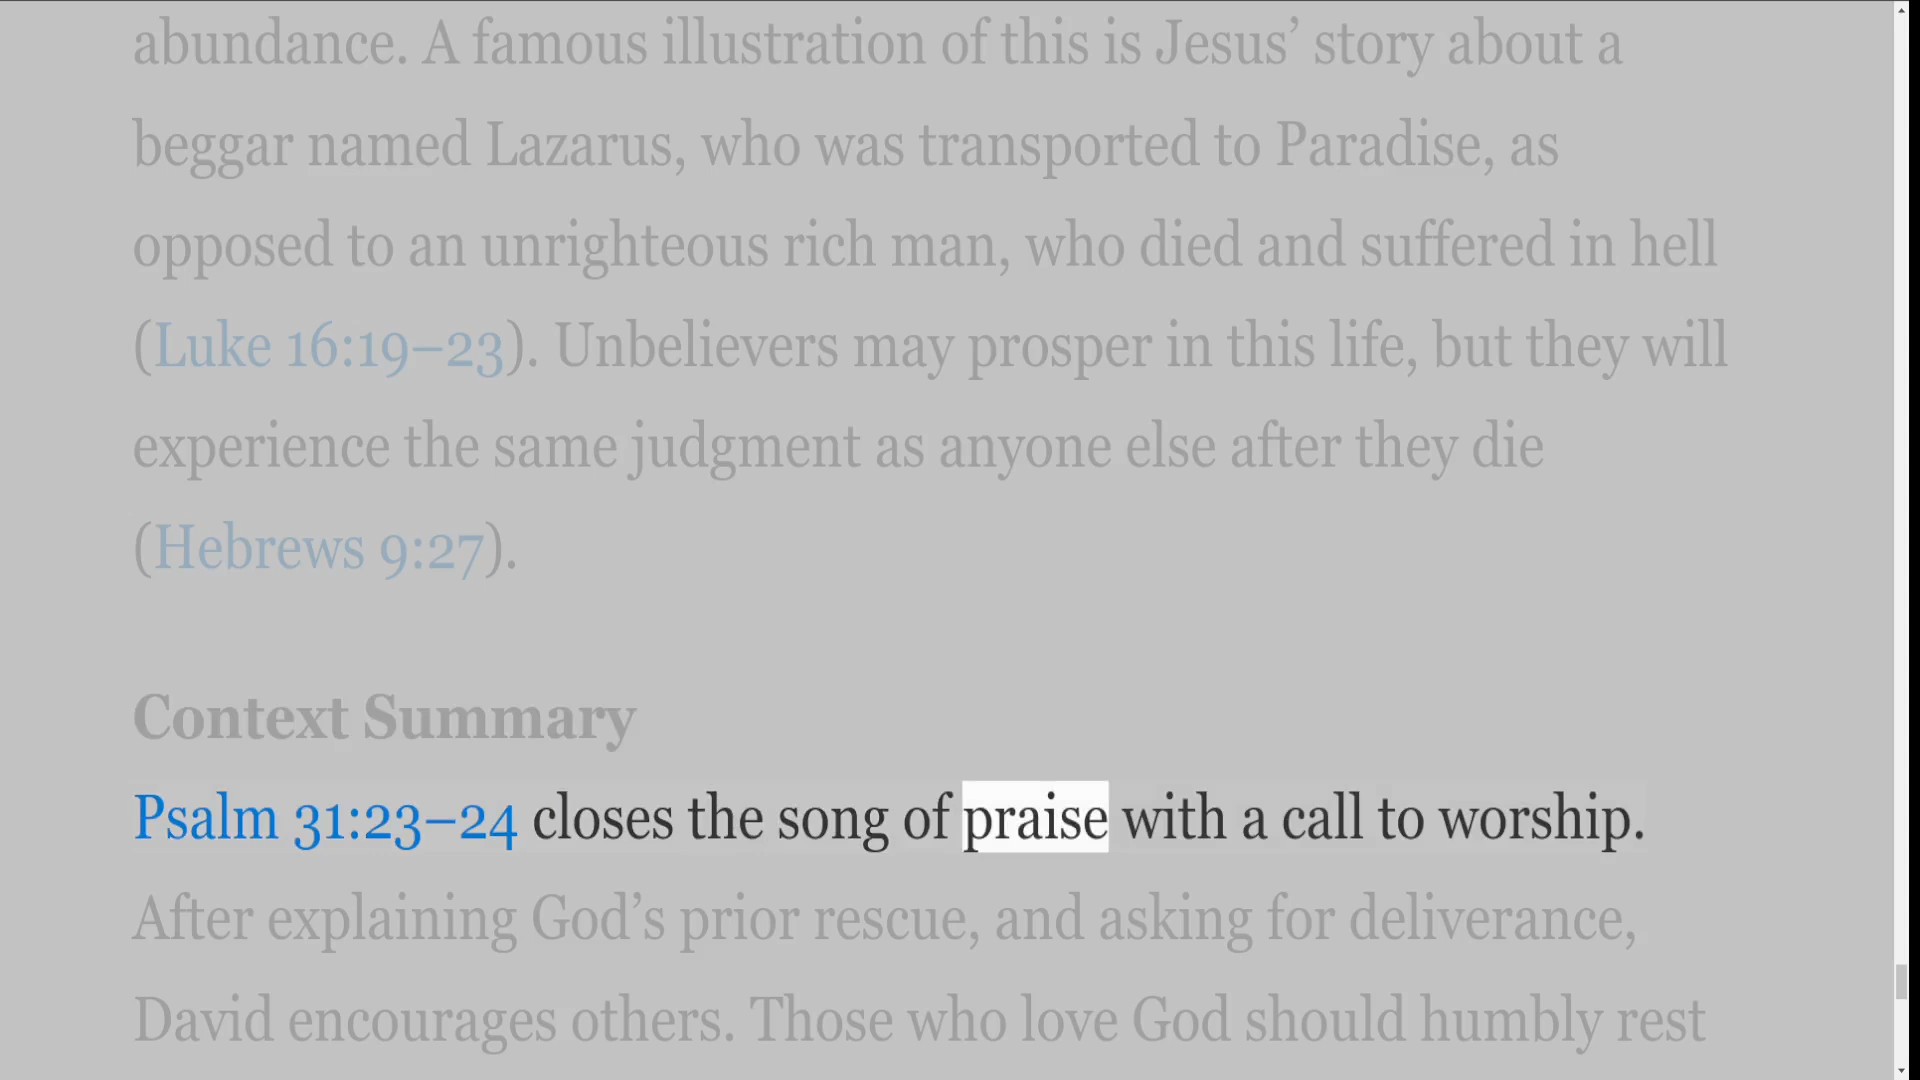 abundance. A famous illustration of this is Jesus’ story about a
beggar named Lazarus, who was transported to Paradise, as
opposed to an unrighteous rich man, who died and suffered in hell
(Luke 16:19–23). Unbelievers may prosper in this life, but they will
experience the same judgment as anyone else after they die
(Hebrews 9:27).
Context Summary
Psalm 31:23–24 closes the song of praise with a call to worship.
After explaining God’s prior rescue, and asking for deliverance,
David encourages others. Those who love God should humbly rest